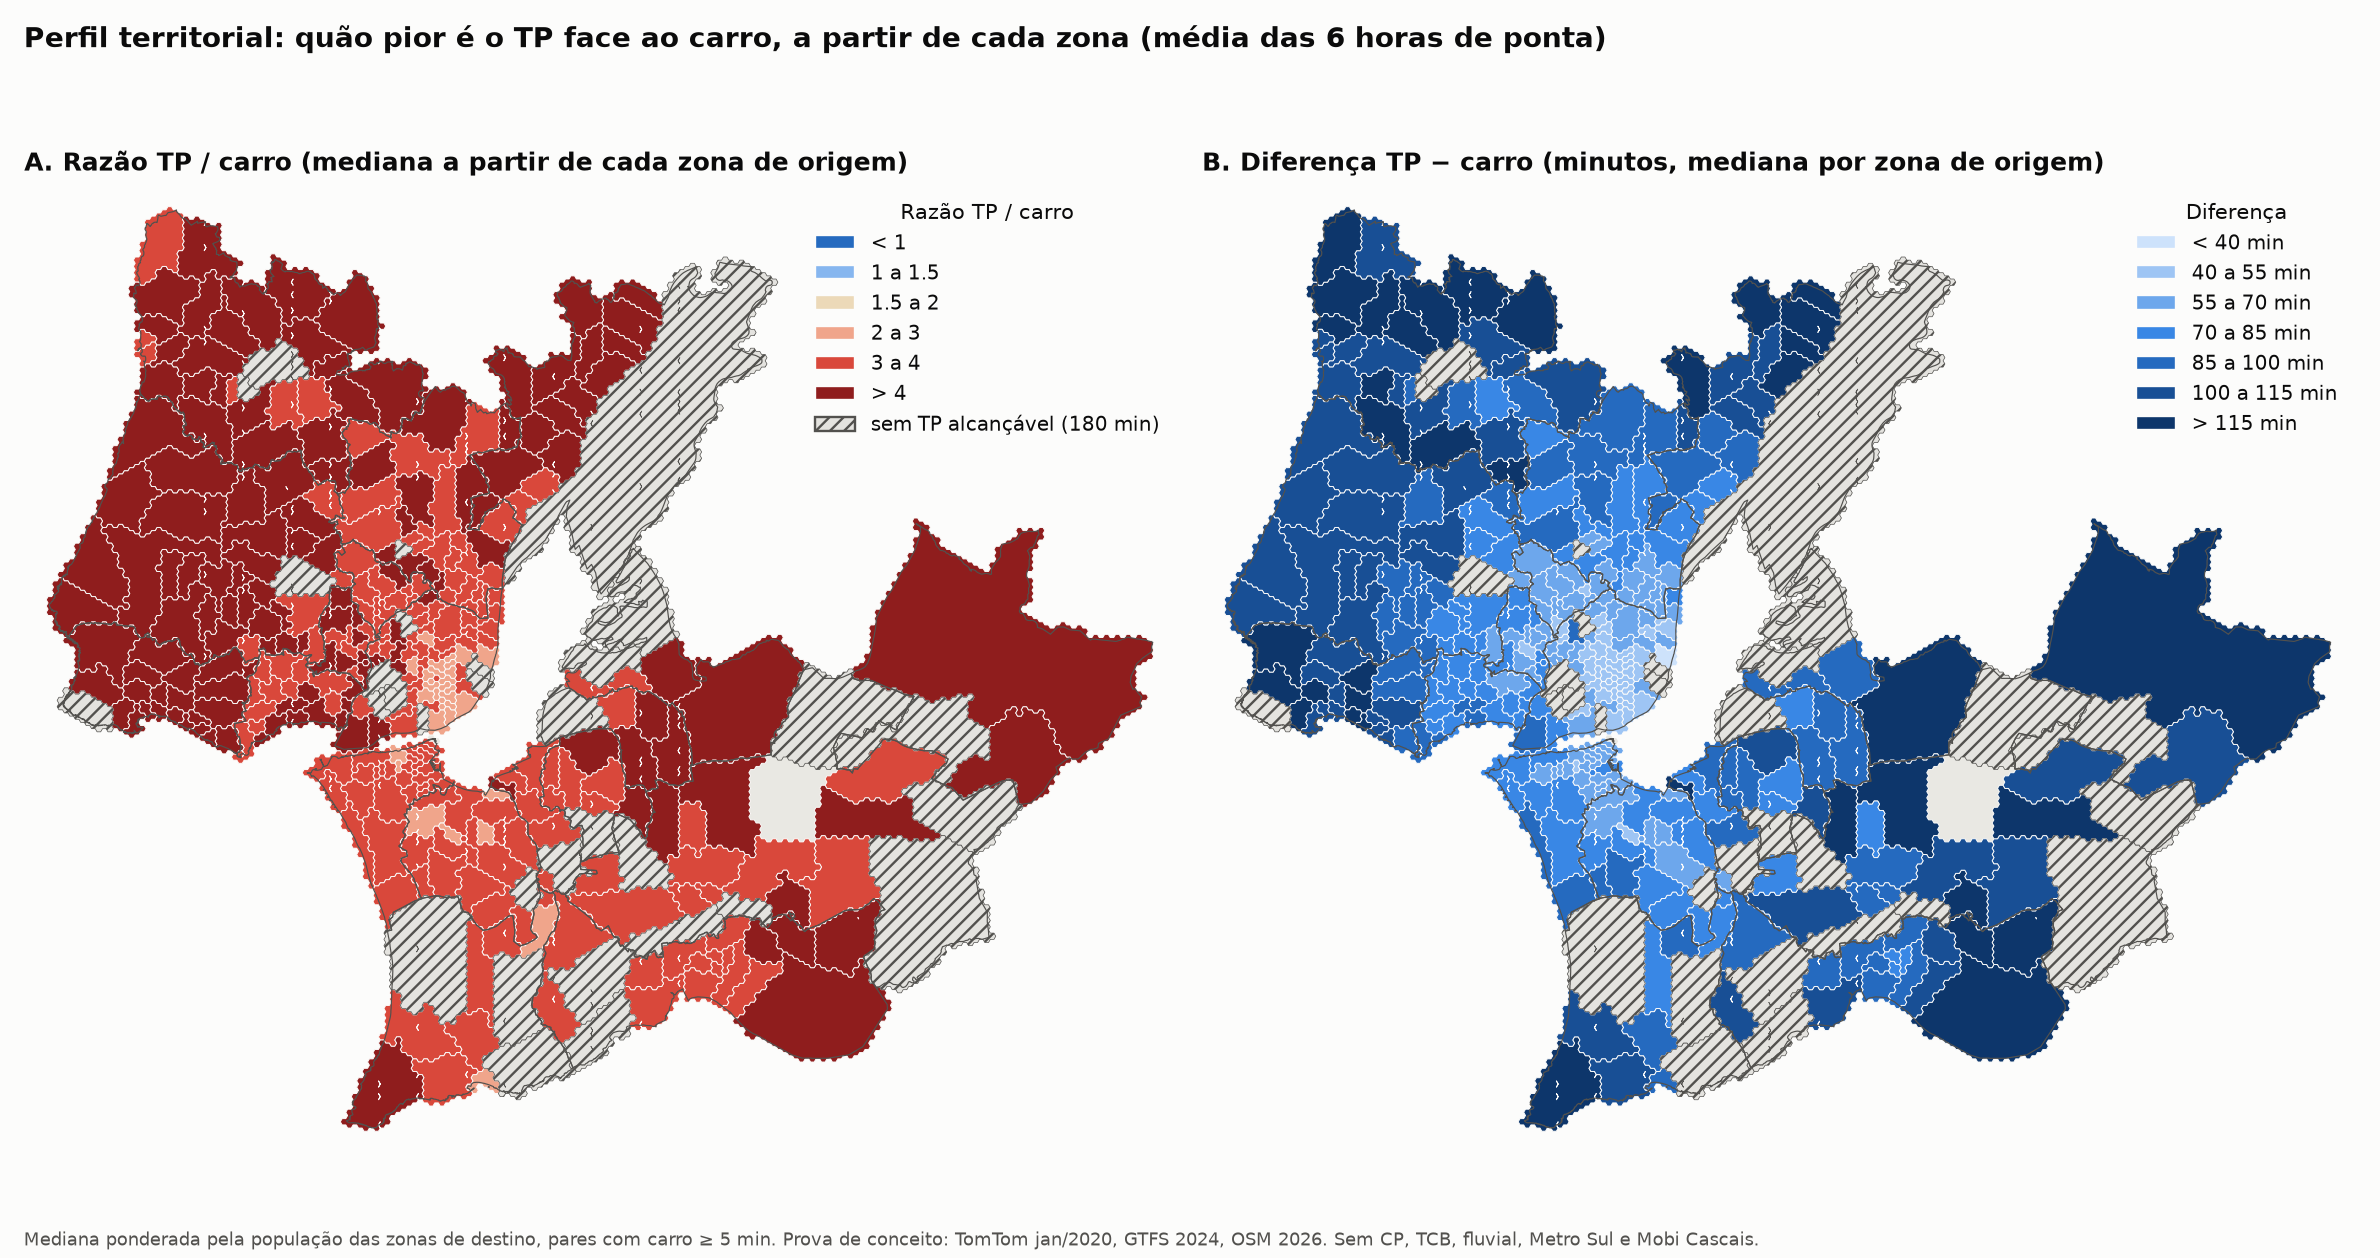 Perfil territorial: quão pior é o TP face ao carro, a partir de cada zona (média das 6 horas de ponta)
A. Razão TP / carro (mediana a partir de cada zona de origem)
Razão TP / carro
< 1
1 a 1.5
1.5 a 2
2 a 3
3 a 4
> 4
sem TP alcançável (180 min)
B. Diferença TP − carro (minutos, mediana por zona de origem)
Diferença
< 40 min
40 a 55 min
55 a 70 min
70 a 85 min
85 a 100 min
100 a 115 min
> 115 min
Mediana ponderada pela população das zonas de destino, pares com carro ≥ 5 min. Prova de conceito: TomTom jan/2020, GTFS 2024, OSM 2026. Sem CP, TCB, fluvial, Metro Sul e Mobi Cascais.